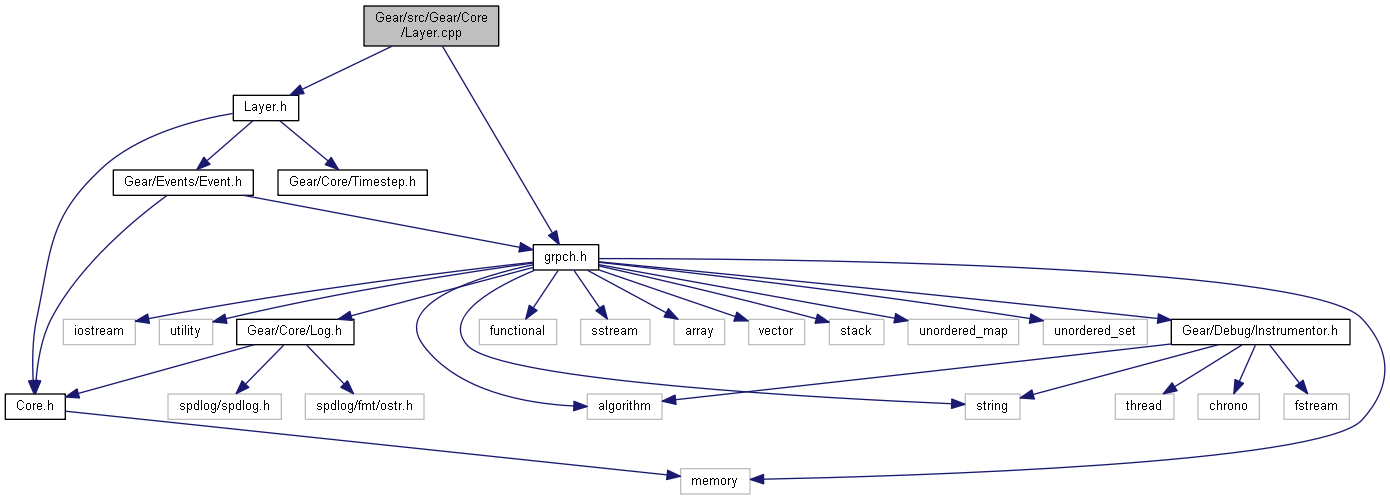 Gear/src/Gear/Core
/Layer.cpp
Layer.h
Gear/Events/Event.h
Gear/Core/Timestep.h
grpch.h
iostream
utility
Gear/Core/Log.h
functional
sstream
array
vector
stack
unordered_map
unordered_set
Gear/Debug/Instrumentor.h
Core.h
spdlog/spdlog.h
spdlog/fmt/ostr.h
algorithm
string
thread
chrono
fstream
memory